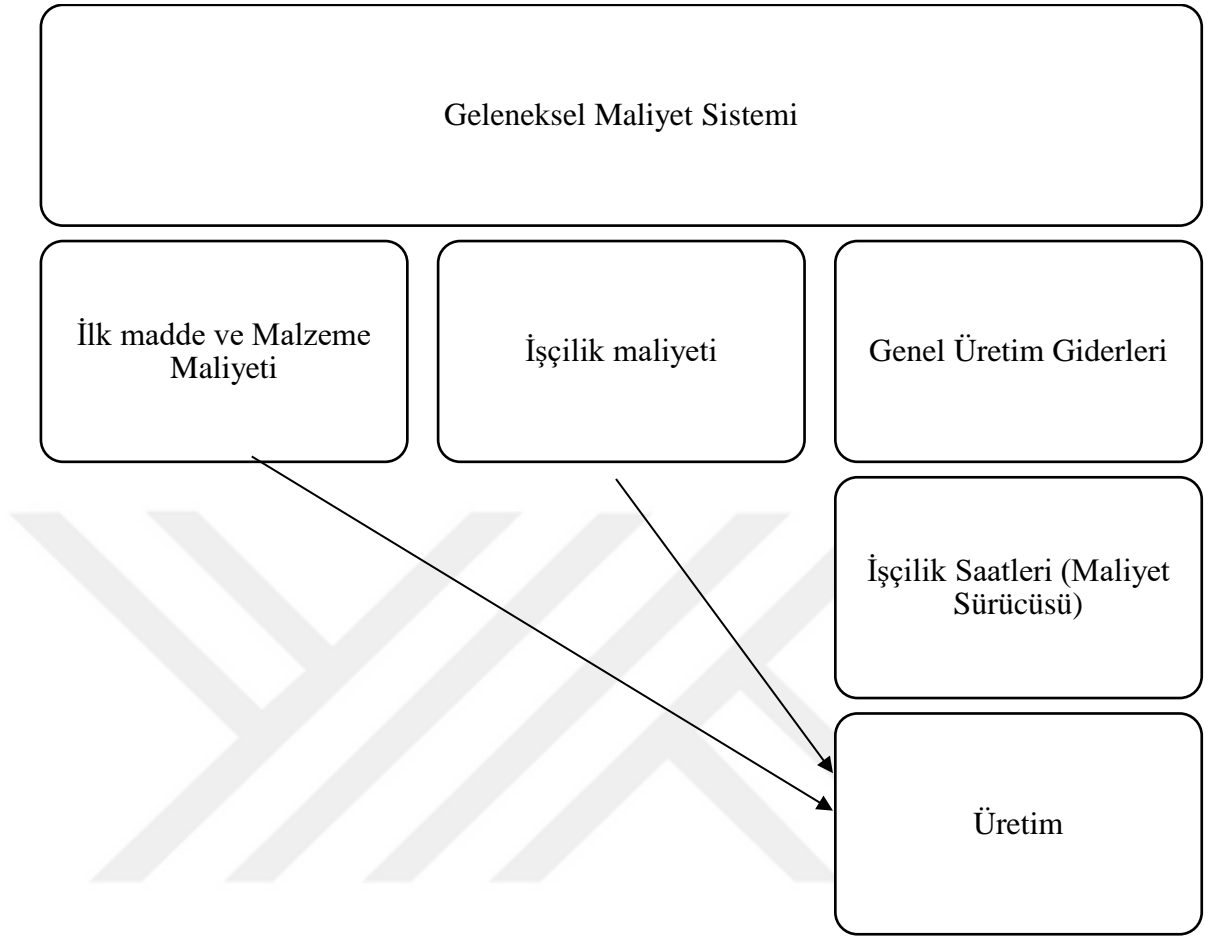 Geleneksel Maliyet Sistemi
İlk madde ve Malzeme
Maliyeti
İşçilik maliyeti
Genel Üretim Giderleri
İşçilik Saatleri (Maliyet
Sürücüsü)
Üretim